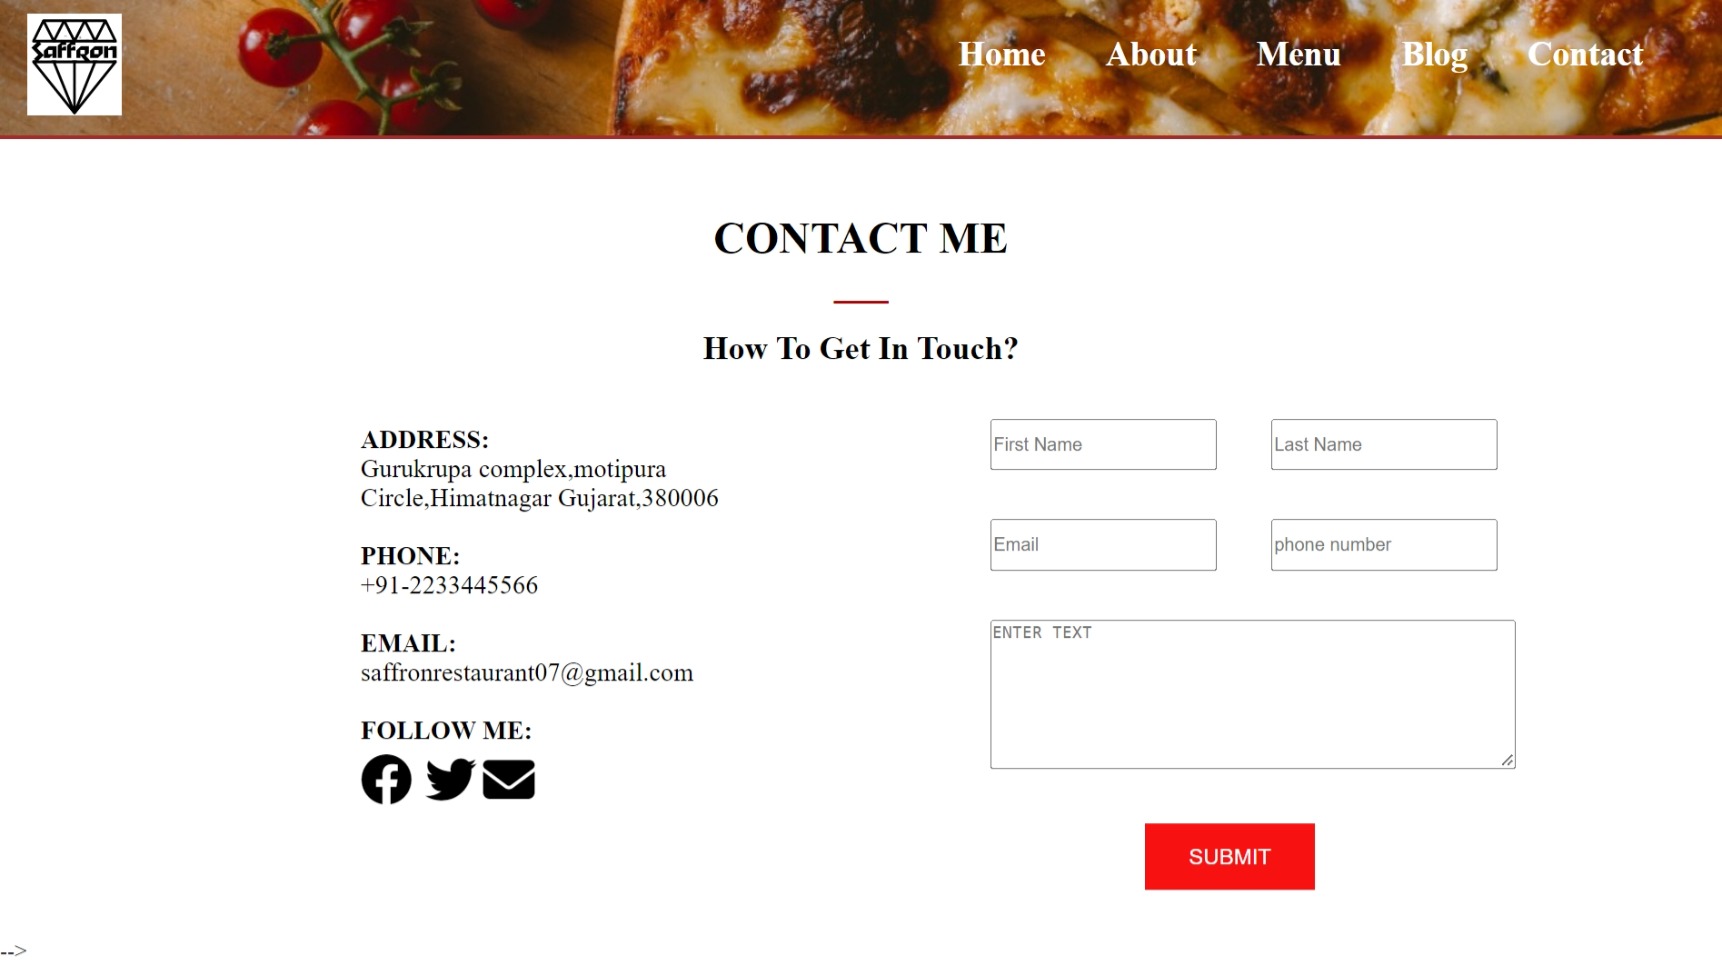 Saffron
Home About Menu Blog Contact
CONTACT ME
How To Get In Touch?
ADDRESS:
Gurukrupa complex,motipura
Circle,Himatnagar Gujarat,380006
PHONE:
+91-2233445566
EMAIL:
saffronrestaurant07@gmail.com
FOLLOW ME:
First Name
Last Name
Email
phone number
ENTER TEXT
SUBMIT
-->